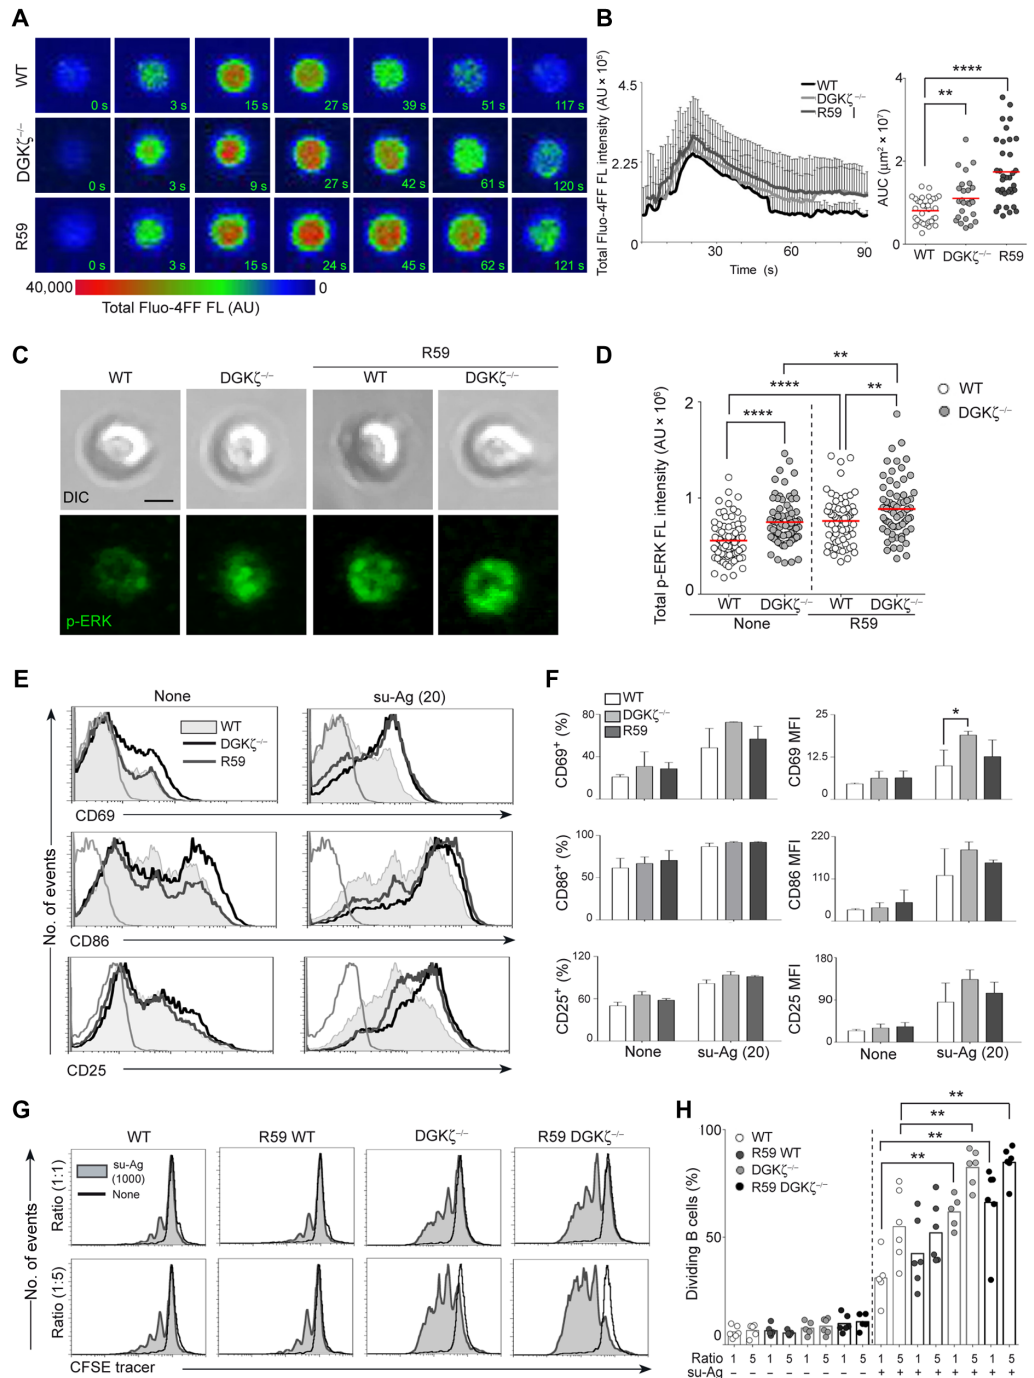 A
WT
0 s
3 s
15 s
27 s
39 s
51 s
117 s
DGKζ−/−
0 s
3 s
9 s
27 s
42 s
61 s
120 s
R59
0 s
3 s
15 s
24 s
45 s
62 s
121 s
40,000
0
Total Fluo-4FF FL (AU)
B
Total Fluo-4FF FL intensity (AU × 10⁵)
4.5
2.25
0
WT
DGKζ−/−
R59 I
30
60
90
Time (s)
AUC (μm² × 10⁷)
4
2
0
**
****
WT
DGKζ−/−
R59
C
R59
WT
DGKζ−/−
WT
DGKζ−/−
DIC
p-ERK
D
Total p-ERK FL intensity (AU × 10⁶)
2
1
0
**
****
**
****
WT
DGKζ−/−
WT
DGKζ−/−
WT
DGKζ−/−
None
R59
E
None
su-Ag (20)
No. of events
WT
DGKζ−/−
R59
CD69
CD86
CD25
F
WT
DGKζ−/−
R59
CD69⁺ (%)
80
40
0
CD69 MFI
25
12.5
0
*
CD86⁺ (%)
100
50
0
CD86 MFI
220
110
0
CD25⁺ (%)
120
60
0
CD25 MFI
180
90
0
None
su-Ag (20)
None
su-Ag (20)
G
WT
R59 WT
DGKζ−/−
R59 DGKζ−/−
No. of events
Ratio (1:1)
su-Ag
(1000)
None
Ratio (1:5)
CFSE tracer
H
Dividing B cells (%)
100
50
0
WT
R59 WT
DGKζ−/−
R59 DGKζ−/−
**
**
**
**
Ratio 1 5 1 5 1 5 1 5 1 5 1 5 1 5 1 5
su-Ag − − − − − − − − + + + + + + + +